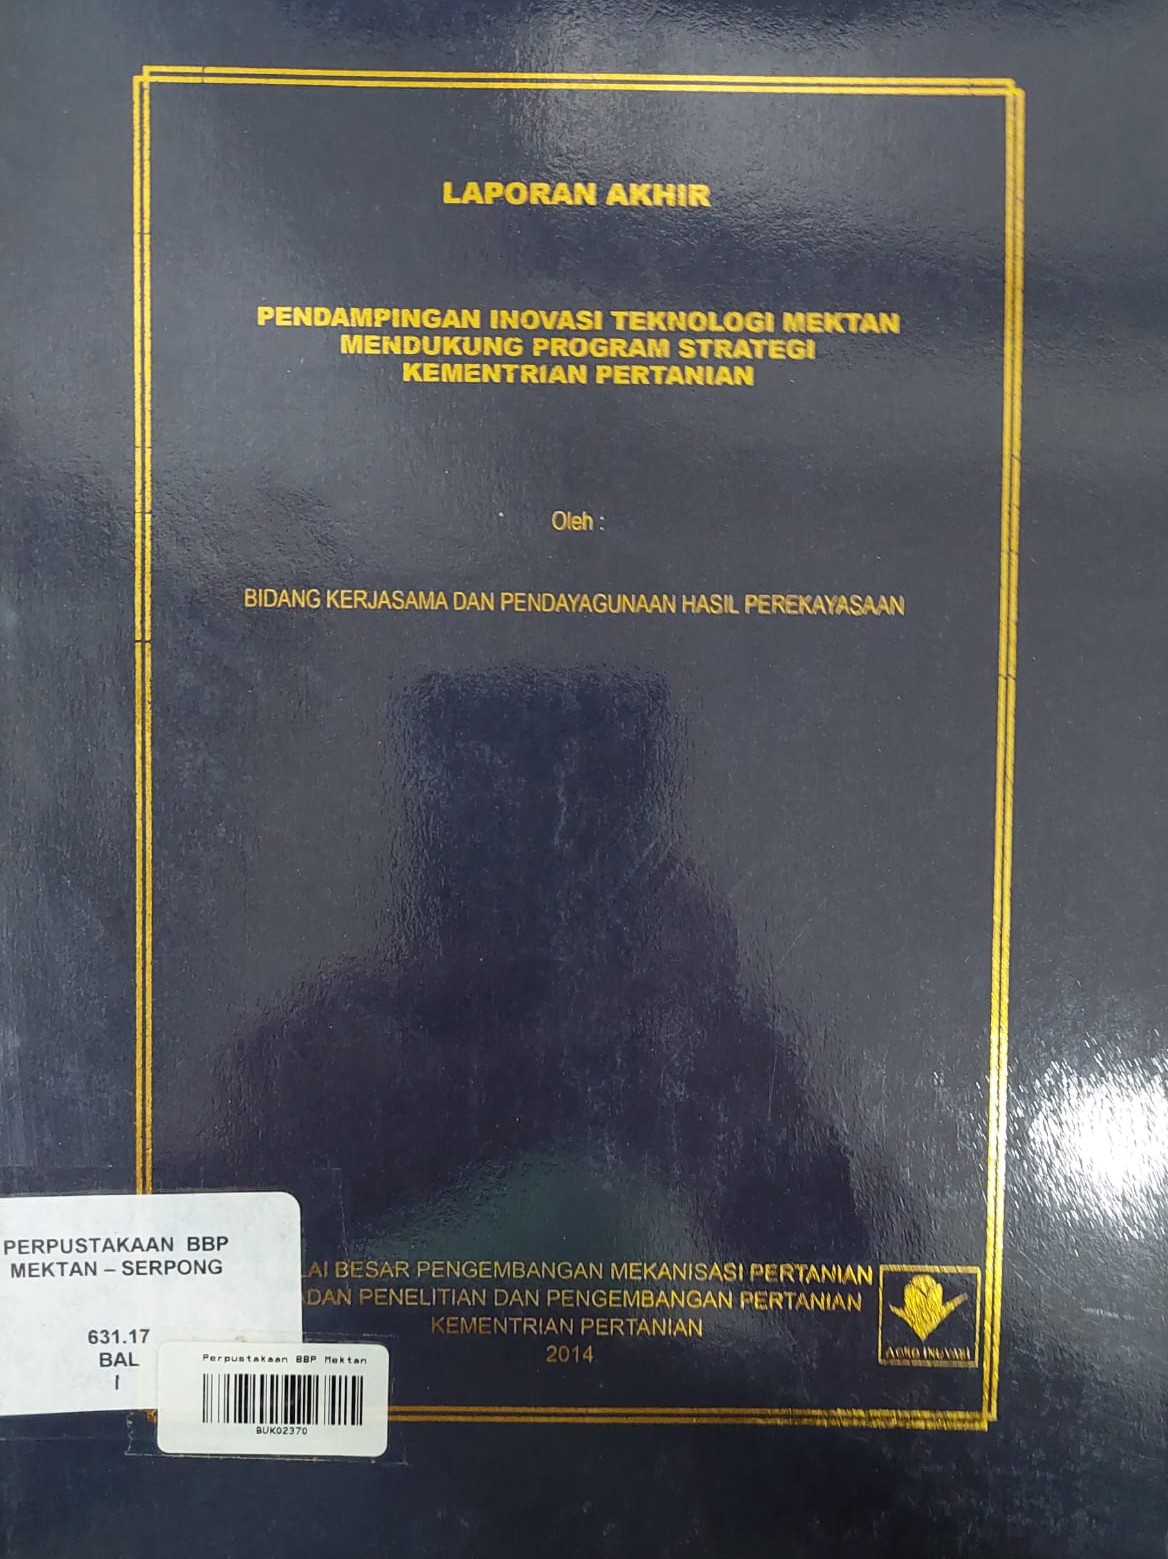 LAPORAN AKHIR
PENDAMPINGAN INOVASI TEKNOLOGI MEKTAN
MENDUKUNG PROGRAM STRATEGI
KEMENTRIAN PERTANIAN
Oleh :
BIDANG KERJASAMA DAN PENDAYAGUNAAN HASIL PEREKAYASAAN
LAI BESAR PENGEMBANGAN MEKANISASI PERTANIAN
ADAN PENELITIAN DAN PENGEMBANGAN PERTANIAN
KEMENTRIAN PERTANIAN
2014
AGRO INOVASI
PERPUSTAKAAN BBP
MEKTAN – SERPONG
631.17
BAL
I
Perpustakaan BBP Mektan
BUK02370